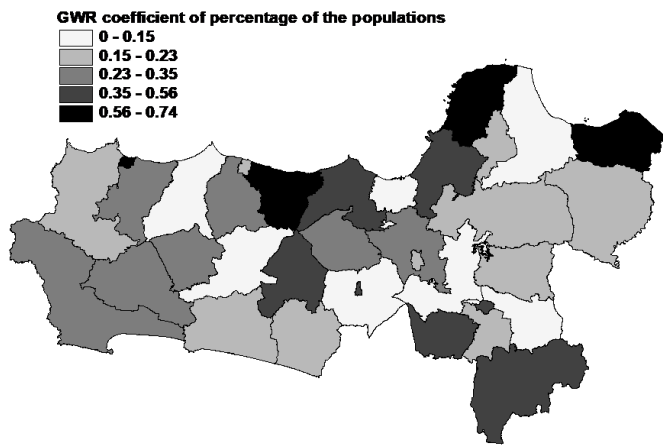 GWR coefficient of percentage of the populations
0 - 0.15
0.15 - 0.23
0.23 - 0.35
0.35 - 0.56
0.56 - 0.74